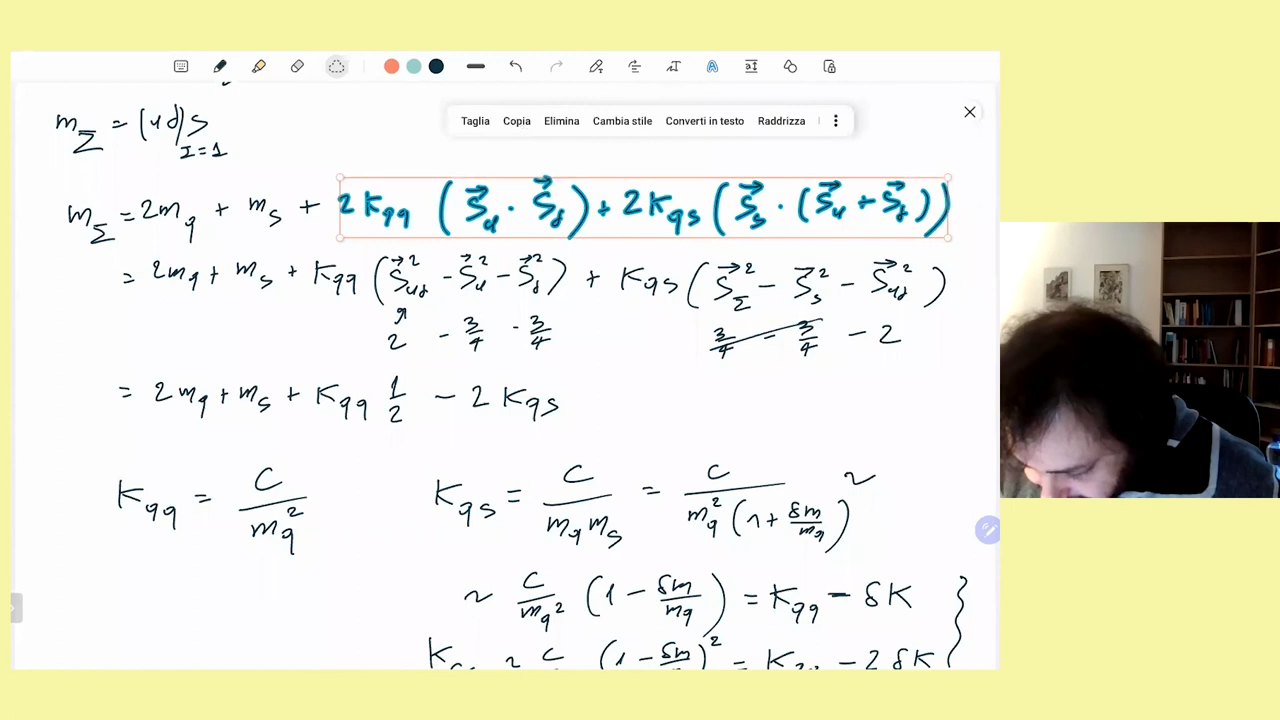 m_Σ = (ud)_{I=1} s
Taglia Copia Elimina Cambia stile Converti in testo Raddrizza
m_Σ = 2m_q + m_s + 2K_qq (S⃗_u · S⃗_d) + 2K_qs (S⃗_s · (S⃗_u + S⃗_d))
= 2m_q + m_s + K_qq (S⃗²_ud − S⃗²_u − S⃗²_d) + K_qs (S⃗²_Σ − S⃗²_s − S⃗²_ud)
2 − 3/4 − 3/4 3/4 − 3/4 − 2
= 2m_q + m_s + K_qq 1/2 − 2 K_qs
K_qq = C/m_q² K_qs = C/(m_q m_s) = C/(m_q² (1 + δm/m_q)) ~
~ C/m_q² (1 − δm/m_q) = K_qq − δK